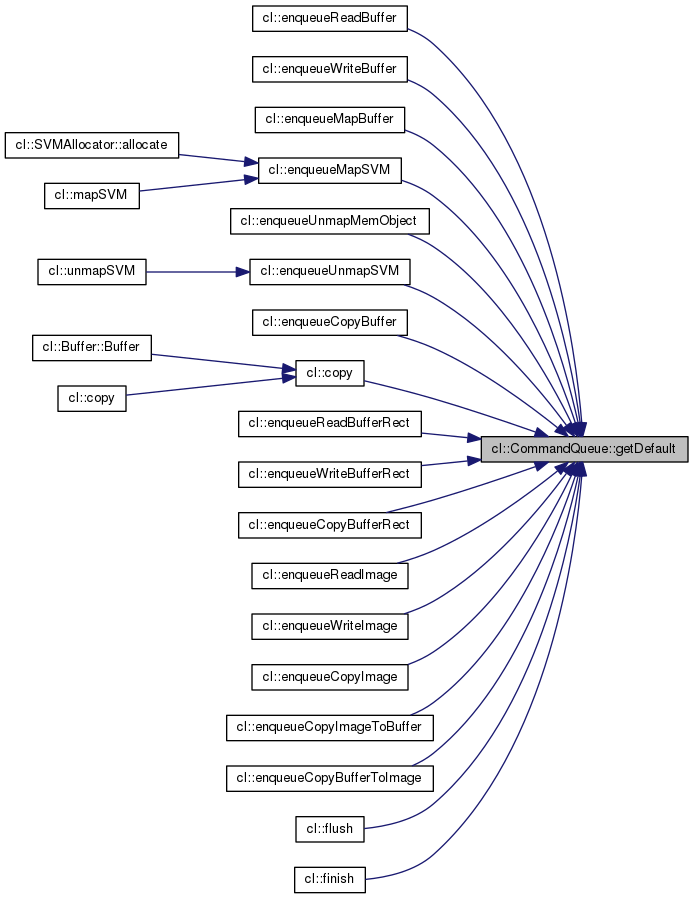 cl::enqueueReadBuffer
cl::enqueueWriteBuffer
cl::enqueueMapBuffer
cl::SVMAllocator::allocate
cl::enqueueMapSVM
cl::mapSVM
cl::enqueueUnmapMemObject
cl::unmapSVM
cl::enqueueUnmapSVM
cl::enqueueCopyBuffer
cl::Buffer::Buffer
cl::copy
cl::copy
cl::enqueueReadBufferRect
cl::CommandQueue::getDefault
cl::enqueueWriteBufferRect
cl::enqueueCopyBufferRect
cl::enqueueReadImage
cl::enqueueWriteImage
cl::enqueueCopyImage
cl::enqueueCopyImageToBuffer
cl::enqueueCopyBufferToImage
cl::flush
cl::finish